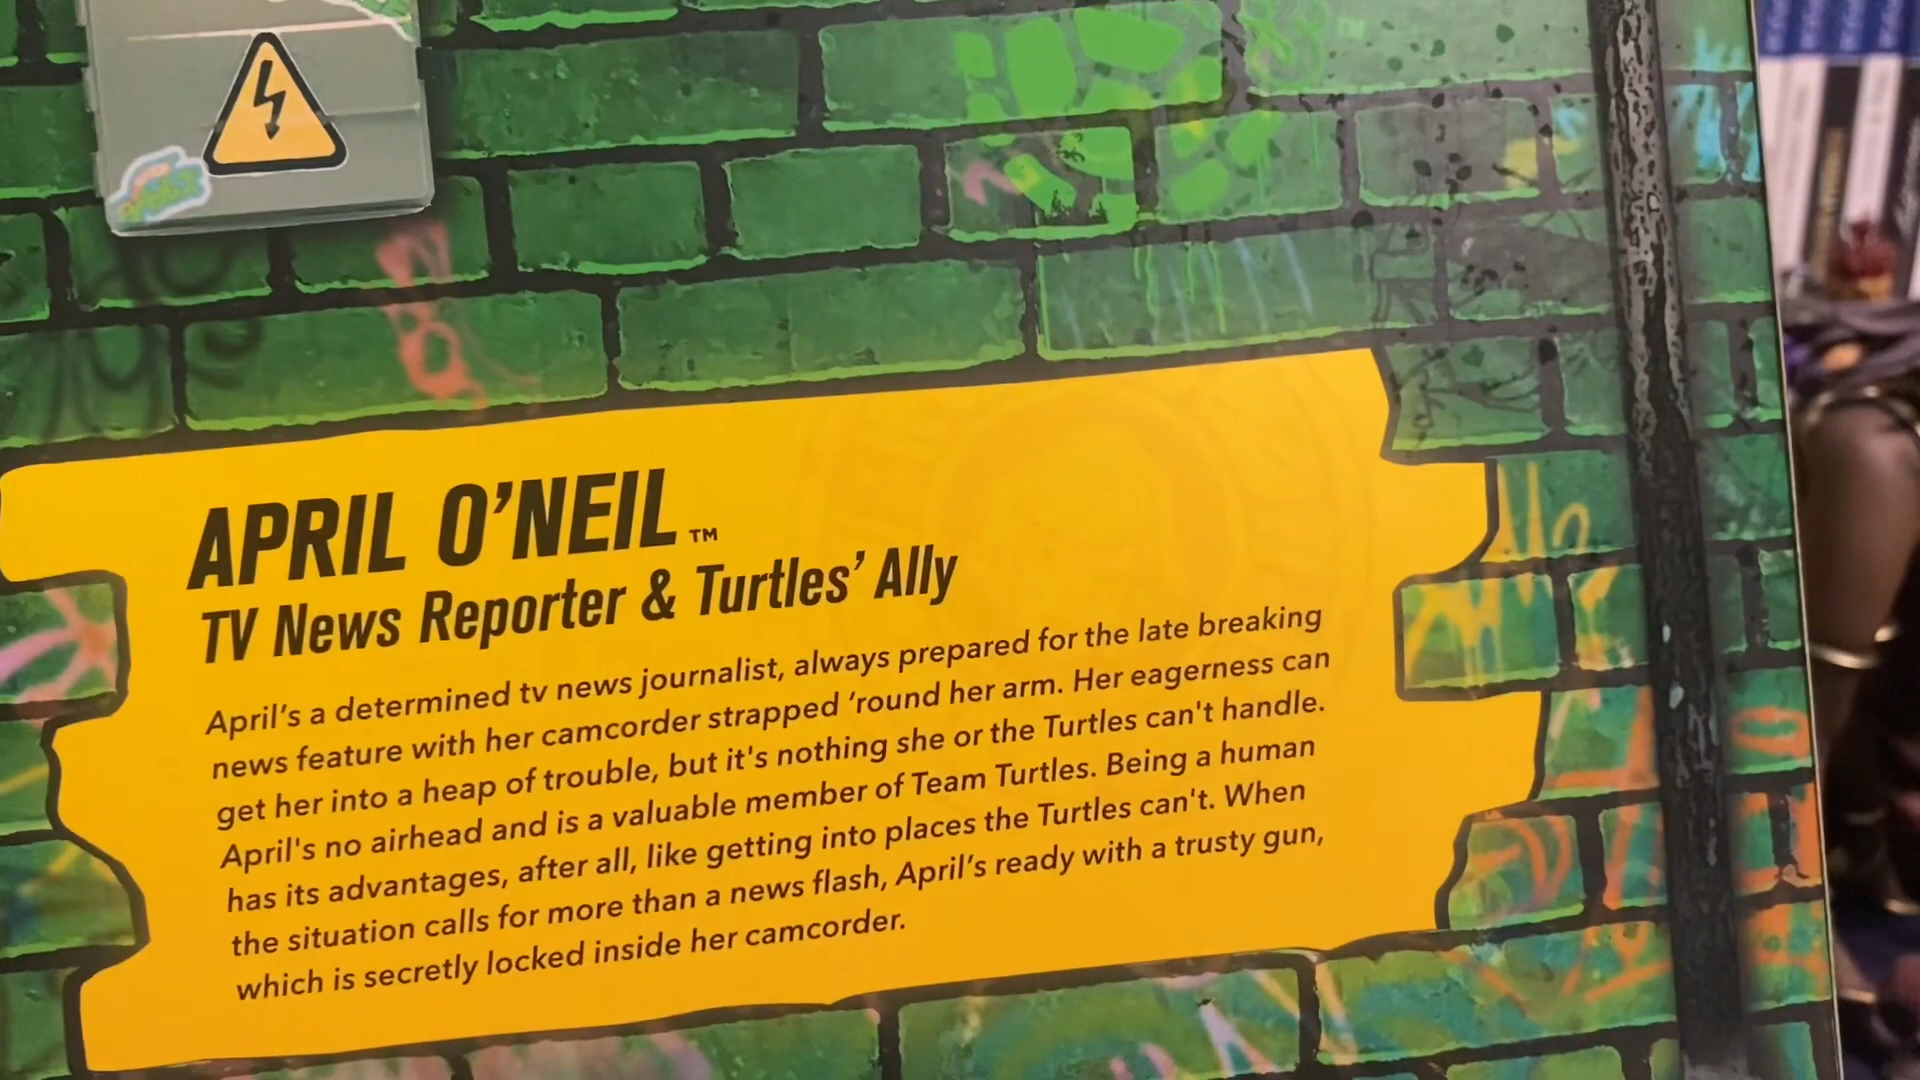 APRIL O'NEIL™
TV News Reporter & Turtles' Ally
April's a determined tv news journalist, always prepared for the late breaking
news feature with her camcorder strapped ‘round her arm. Her eagerness can
get her into a heap of trouble, but it's nothing she or the Turtles can't handle.
April's no airhead and is a valuable member of Team Turtles. Being a human
has its advantages, after all, like getting into places the Turtles can't. When
the situation calls for more than a news flash, April's ready with a trusty gun,
which is secretly locked inside her camcorder.